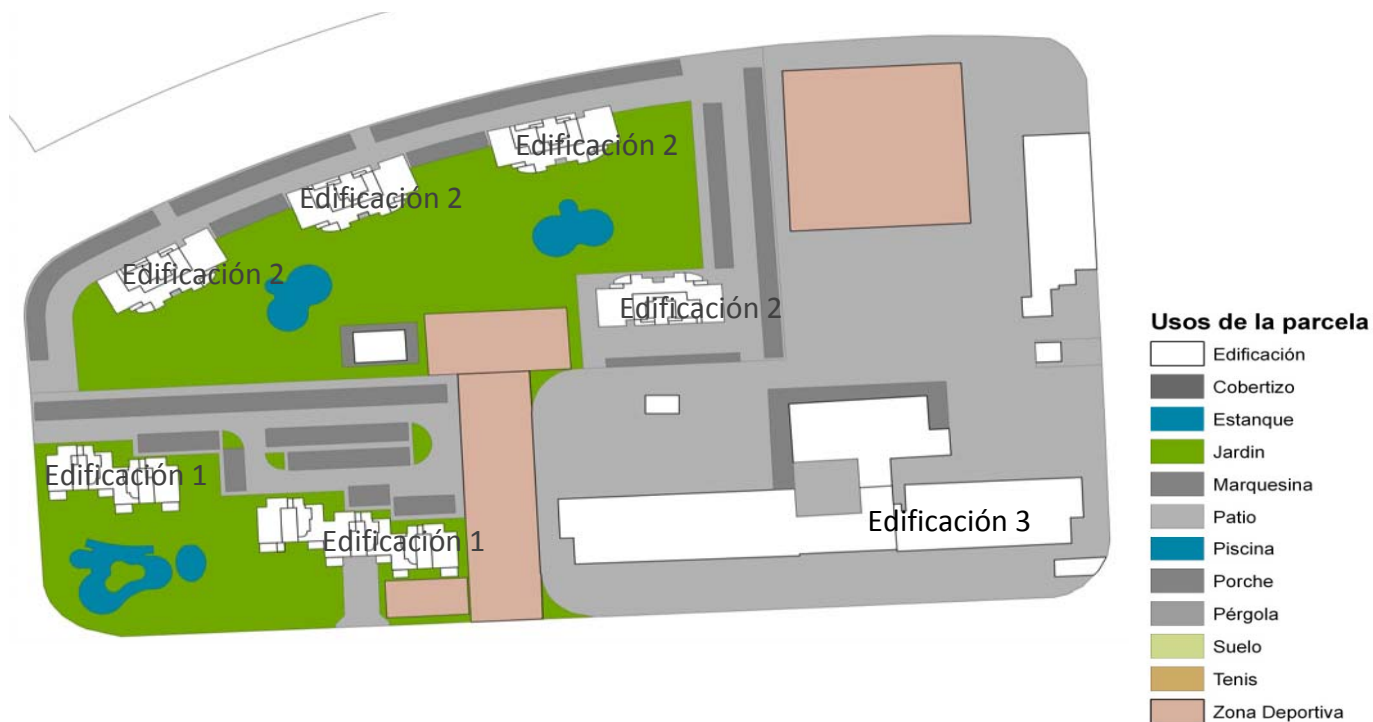 Edificación 2
Edificación 2
Edificación 2
Edificación 2
Edificación 1
Edificación 1
Edificación 3
Usos de la parcela
Edificación
Cobertizo
Estanque
Jardin
Marquesina
Patio
Piscina
Porche
Pérgola
Suelo
Tenis
Zona Deportiva